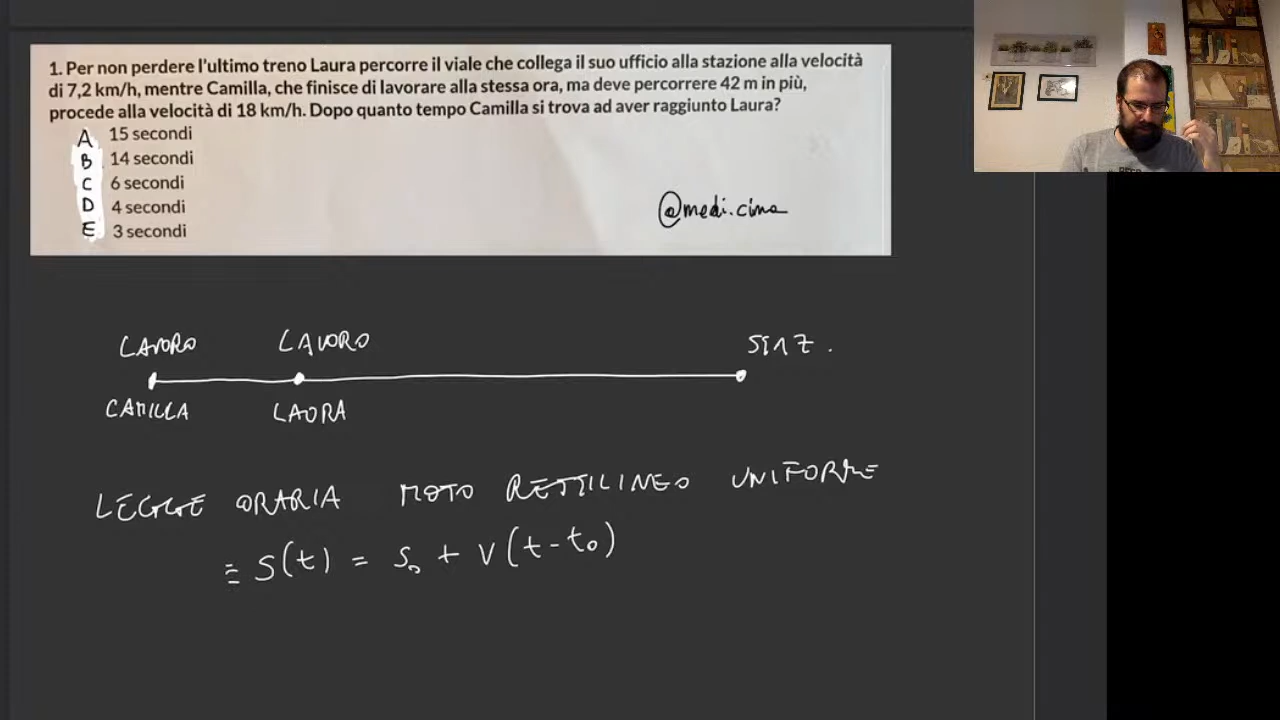 1. Per non perdere l'ultimo treno Laura percorre il viale che collega il suo ufficio alla stazione alla velocità
di 7,2 km/h, mentre Camilla, che finisce di lavorare alla stessa ora, ma deve percorrere 42 m in più,
procede alla velocità di 18 km/h. Dopo quanto tempo Camilla si trova ad aver raggiunto Laura?
A 15 secondi
B 14 secondi
C 6 secondi
D 4 secondi
E 3 secondi
@medi.cina
LAVORO LAVORO STAZ.
CAMILLA LAURA
LEGGE ORARIA MOTO RETTILINEO UNIFORME
≡ S(t) = S₀ + V(t-t₀)